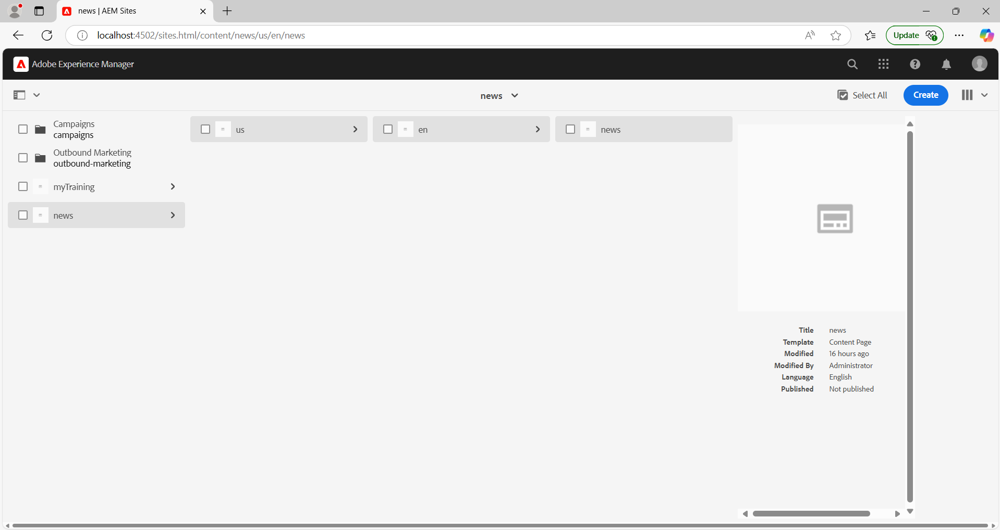 news | AEM Sites
localhost:4502/sites.html/content/news/us/en/news
Update
Adobe Experience Manager
news
Select All
Create
Campaigns
campaigns
Outbound Marketing
outbound-marketing
myTraining
news
us
en
news
Title news
Template Content Page
Modified 16 hours ago
Modified By Administrator
Language English
Published Not published